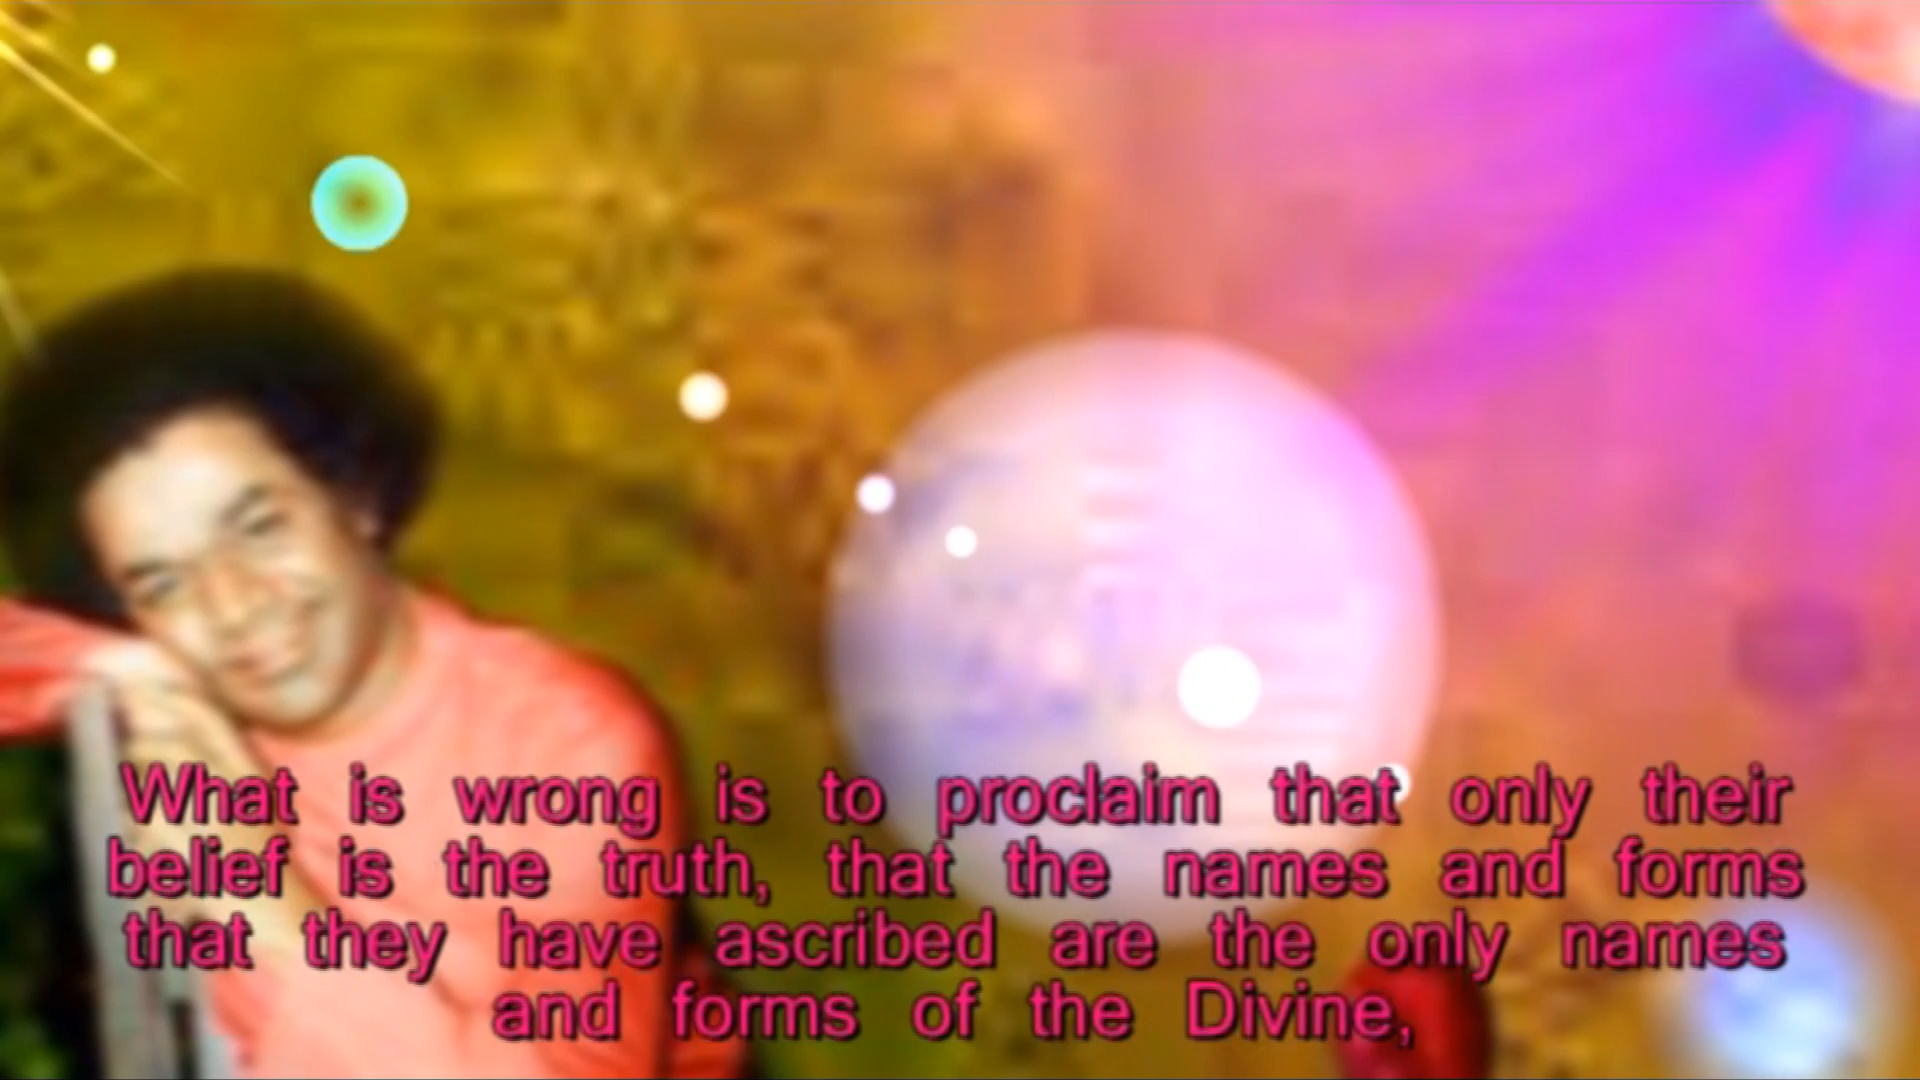 What is wrong is to proclaim that only their
belief is the truth, that the names and forms
that they have ascribed are the only names
and forms of the Divine,